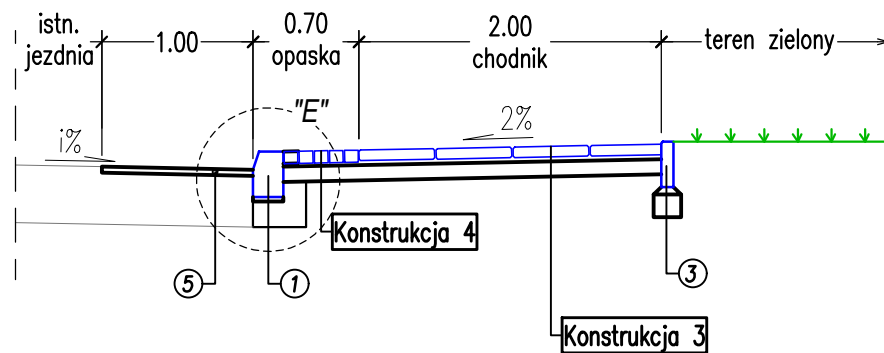 istn.
jezdnia
1.00
0.70
opaska
2.00
chodnik
teren zielony
"E"
i%
2%
Konstrukcja 4
5
1
3
Konstrukcja 3